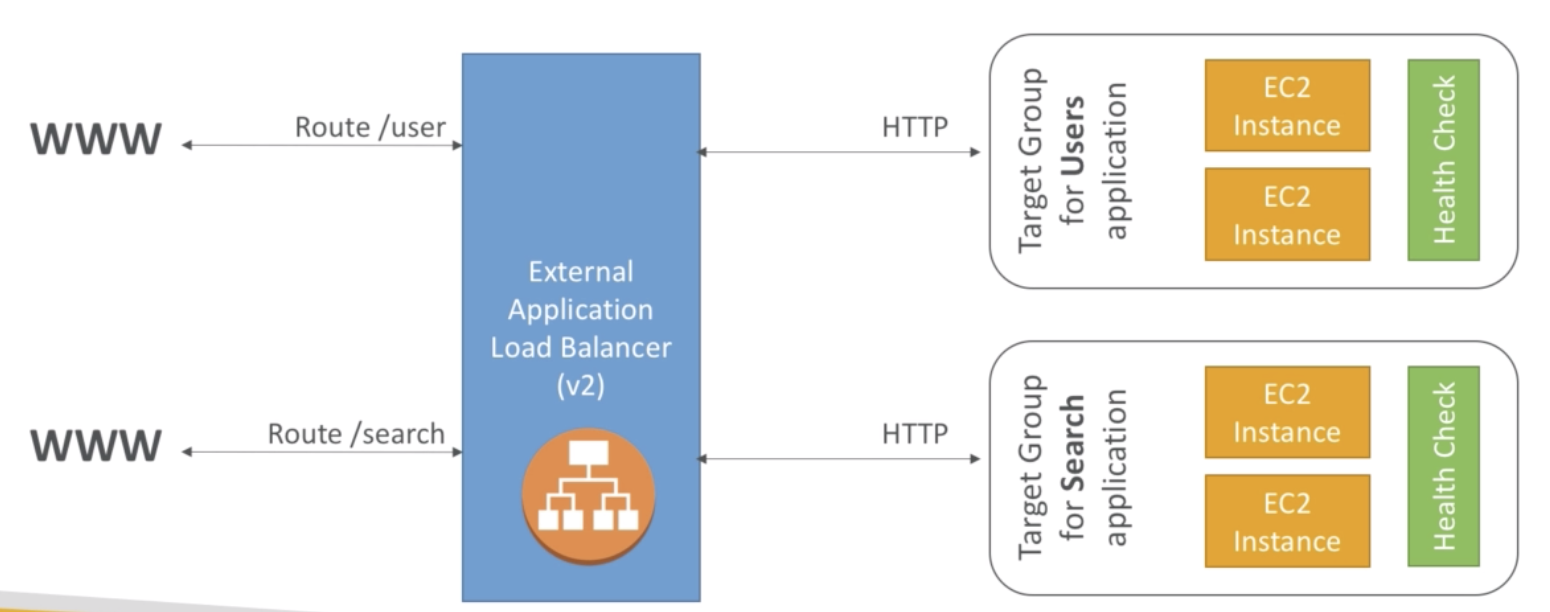 WWW
Route /user
HTTP
Target Group
for Users
application
EC2
Instance
EC2
Instance
Health Check
External
Application
Load Balancer
(v2)
WWW
Route /search
HTTP
Target Group
for Search
application
EC2
Instance
EC2
Instance
Health Check